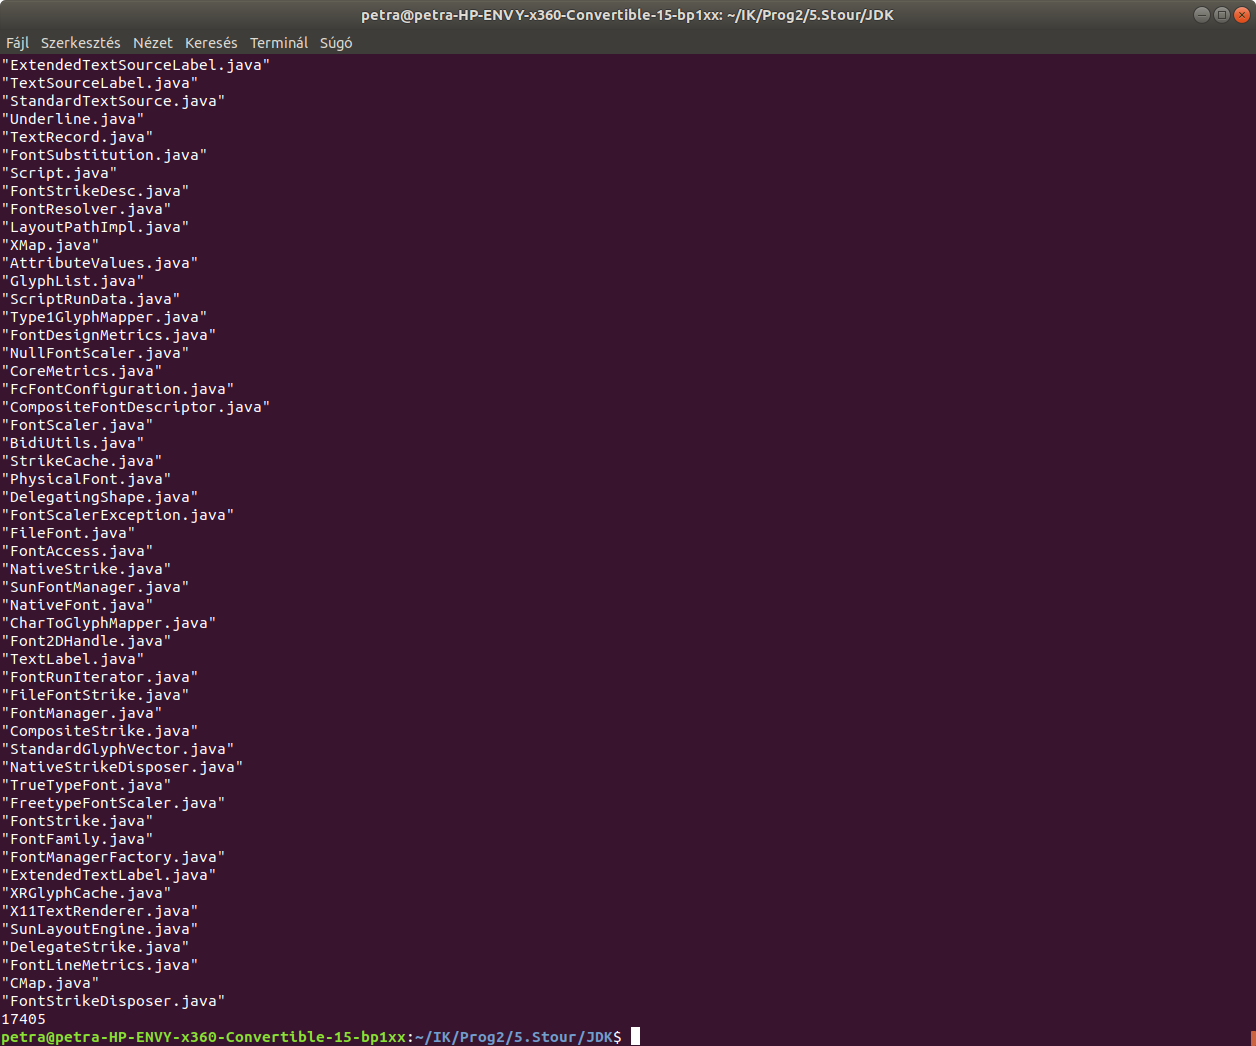 petra@petra-HP-ENVY-x360-Convertible-15-bp1xx: ~/IK/Prog2/5.Stour/JDK
Fájl Szerkesztés Nézet Keresés Terminál Súgó
"ExtendedTextSourceLabel.java"
"TextSourceLabel.java"
"StandardTextSource.java"
"Underline.java"
"TextRecord.java"
"FontSubstitution.java"
"Script.java"
"FontStrikeDesc.java"
"FontResolver.java"
"LayoutPathImpl.java"
"XMap.java"
"AttributeValues.java"
"GlyphList.java"
"ScriptRunData.java"
"Type1GlyphMapper.java"
"FontDesignMetrics.java"
"NullFontScaler.java"
"CoreMetrics.java"
"FcFontConfiguration.java"
"CompositeFontDescriptor.java"
"FontScaler.java"
"BidiUtils.java"
"StrikeCache.java"
"PhysicalFont.java"
"DelegatingShape.java"
"FontScalerException.java"
"FileFont.java"
"FontAccess.java"
"NativeStrike.java"
"SunFontManager.java"
"NativeFont.java"
"CharToGlyphMapper.java"
"Font2DHandle.java"
"TextLabel.java"
"FontRunIterator.java"
"FileFontStrike.java"
"FontManager.java"
"CompositeStrike.java"
"StandardGlyphVector.java"
"NativeStrikeDisposer.java"
"TrueTypeFont.java"
"FreetypeFontScaler.java"
"FontStrike.java"
"FontFamily.java"
"FontManagerFactory.java"
"ExtendedTextLabel.java"
"XRGlyphCache.java"
"X11TextRenderer.java"
"SunLayoutEngine.java"
"DelegateStrike.java"
"FontLineMetrics.java"
"CMap.java"
"FontStrikeDisposer.java"
17405
petra@petra-HP-ENVY-x360-Convertible-15-bp1xx:~/IK/Prog2/5.Stour/JDK$